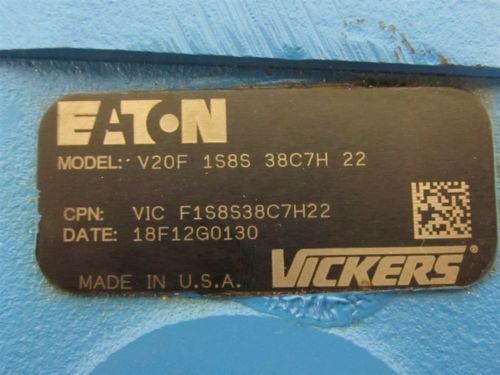 EATON
MODEL: V20F 1S8S 38C7H 22
CPN: VIC F1S8S38C7H22
DATE: 18F12G0130
MADE IN U.S.A.
VICKERS